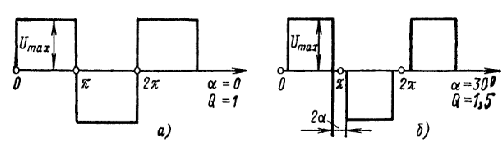 Umax
0 π 2π α=0
Q=1
а)
Umax
0 π 2π α=30°
Q=1,5
2α
б)